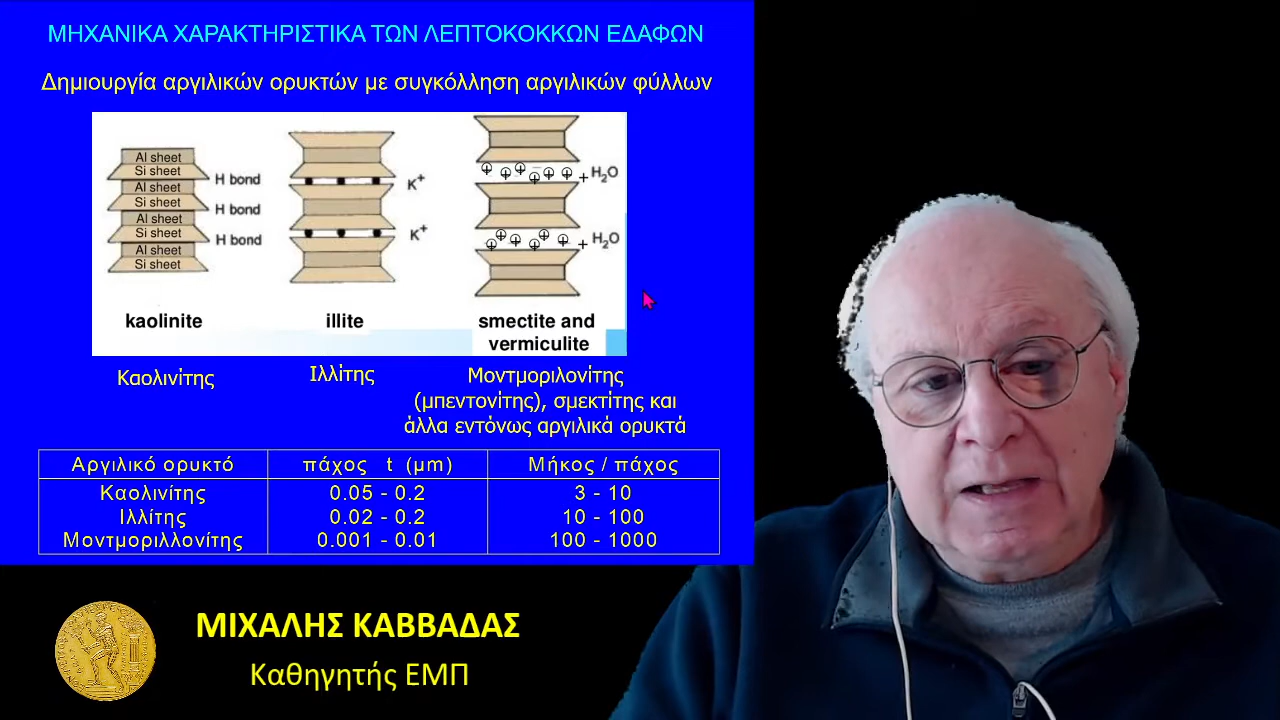 ΜΗΧΑΝΙΚΑ ΧΑΡΑΚΤΗΡΙΣΤΙΚΑ ΤΩΝ ΛΕΠΤΟΚΟΚΚΩΝ ΕΔΑΦΩΝ
Δημιουργία αργιλικών ορυκτών με συγκόλληση αργιλικών φύλλων
Al sheet
Si sheet
Al sheet
Si sheet
Al sheet
Si sheet
Al sheet
Si sheet
H bond
H bond
H bond
kaolinite
K⁺
K⁺
illite
+ H₂O
+ H₂O
smectite and
vermiculite
Καολινίτης
Ιλλίτης
Μοντμοριλονίτης
(μπεντονίτης), σμεκτίτης και
άλλα εντόνως αργιλικά ορυκτά
Αργιλικό ορυκτό πάχος t (μm) Μήκος / πάχος
Καολινίτης 0.05 - 0.2 3 - 10
Ιλλίτης 0.02 - 0.2 10 - 100
Μοντμοριλλονίτης 0.001 - 0.01 100 - 1000
ΜΙΧΑΛΗΣ ΚΑΒΒΑΔΑΣ
Καθηγητής ΕΜΠ